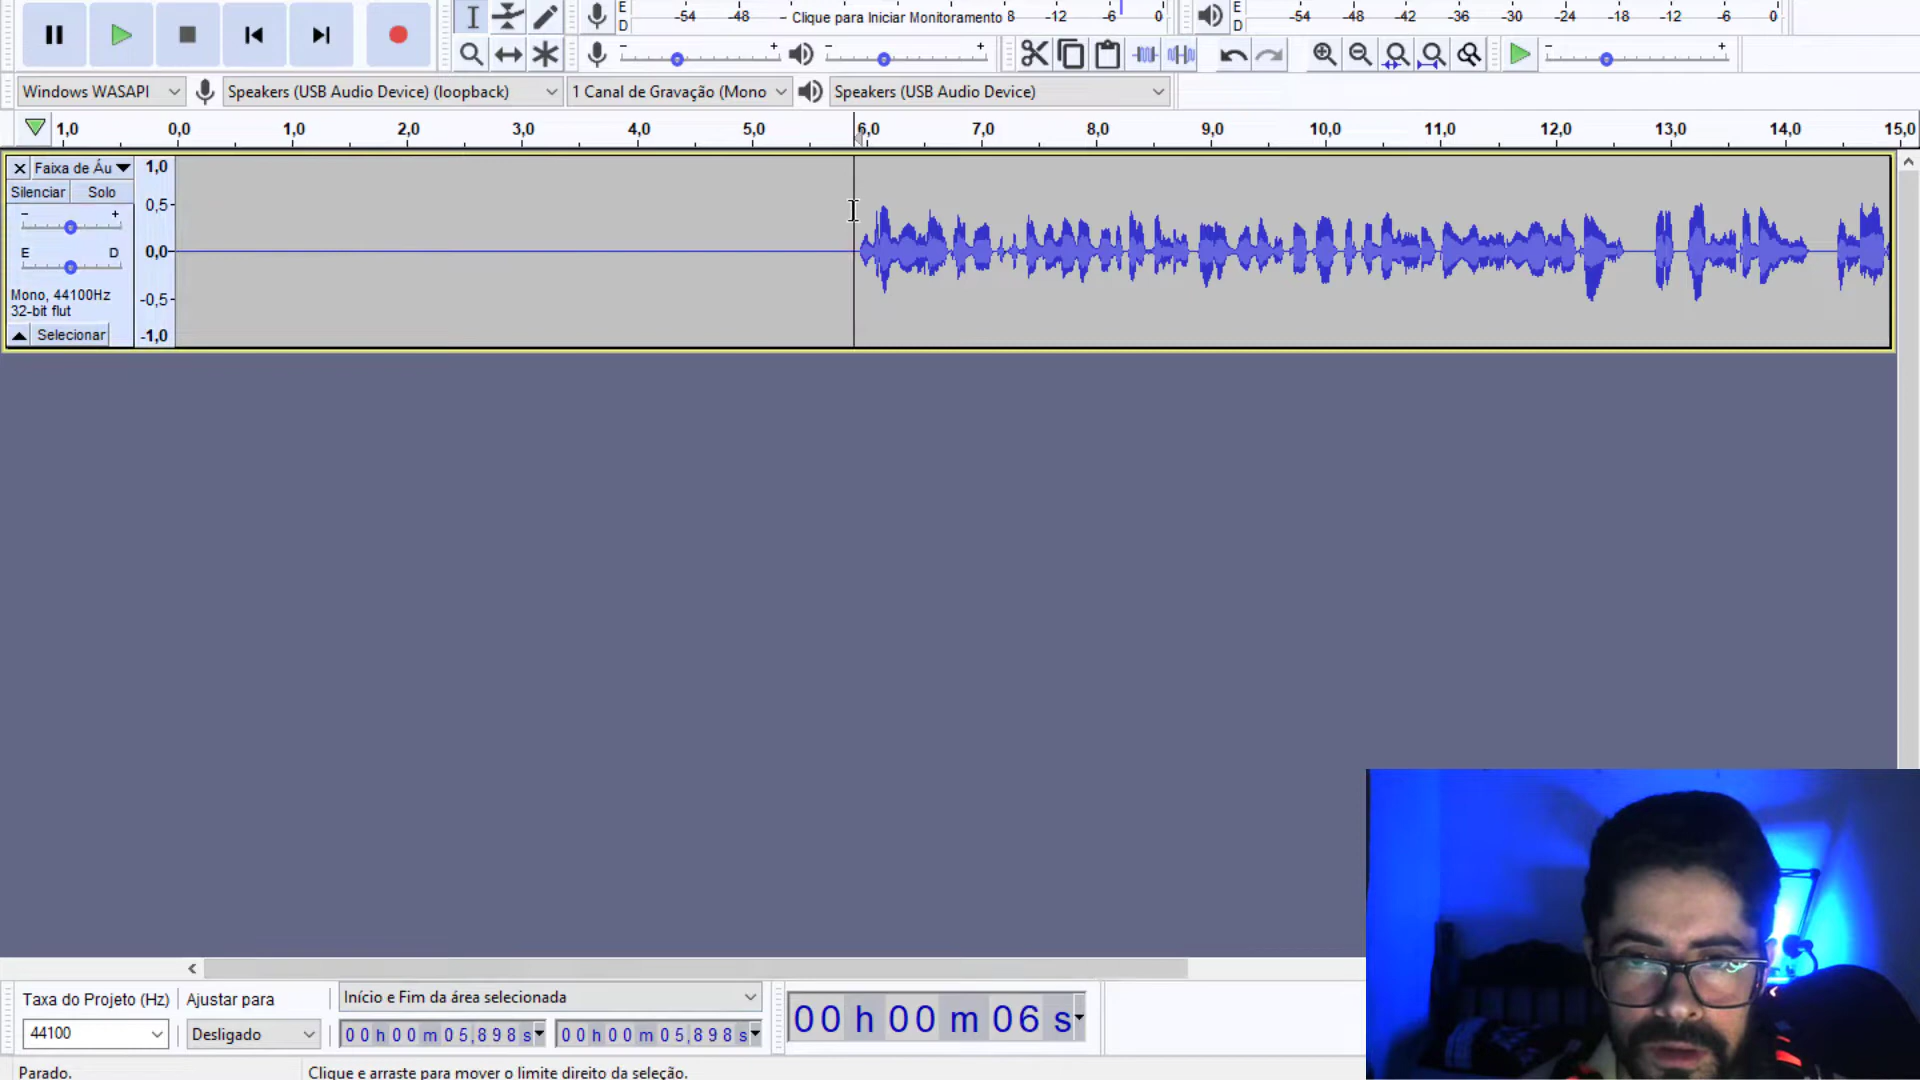 E
D
-54 -48 - Clique para Iniciar Monitoramento 8 -12 -6 0
E
D
-54 -48 -42 -36 -30 -24 -18 -12 -6 0
- + - + - +
Windows WASAPI Speakers (USB Audio Device) (loopback) 1 Canal de Gravação (Mono Speakers (USB Audio Device)
1,0 0,0 1,0 2,0 3,0 4,0 5,0 6,0 7,0 8,0 9,0 10,0 11,0 12,0 13,0 14,0 15,0
Faixa de Áu 1,0
Silenciar Solo
0,5
- +
E D
0,0
Mono, 44100Hz
-0,5
32-bit flut
Selecionar
-1,0
Taxa do Projeto (Hz) Ajustar para Início e Fim da área selecionada
44100 Desligado 00 h 00 m 05,898 s 00 h 00 m 05,898 s 00 h 00 m 06 s
Parado. Clique e arraste para mover o limite direito da seleção.